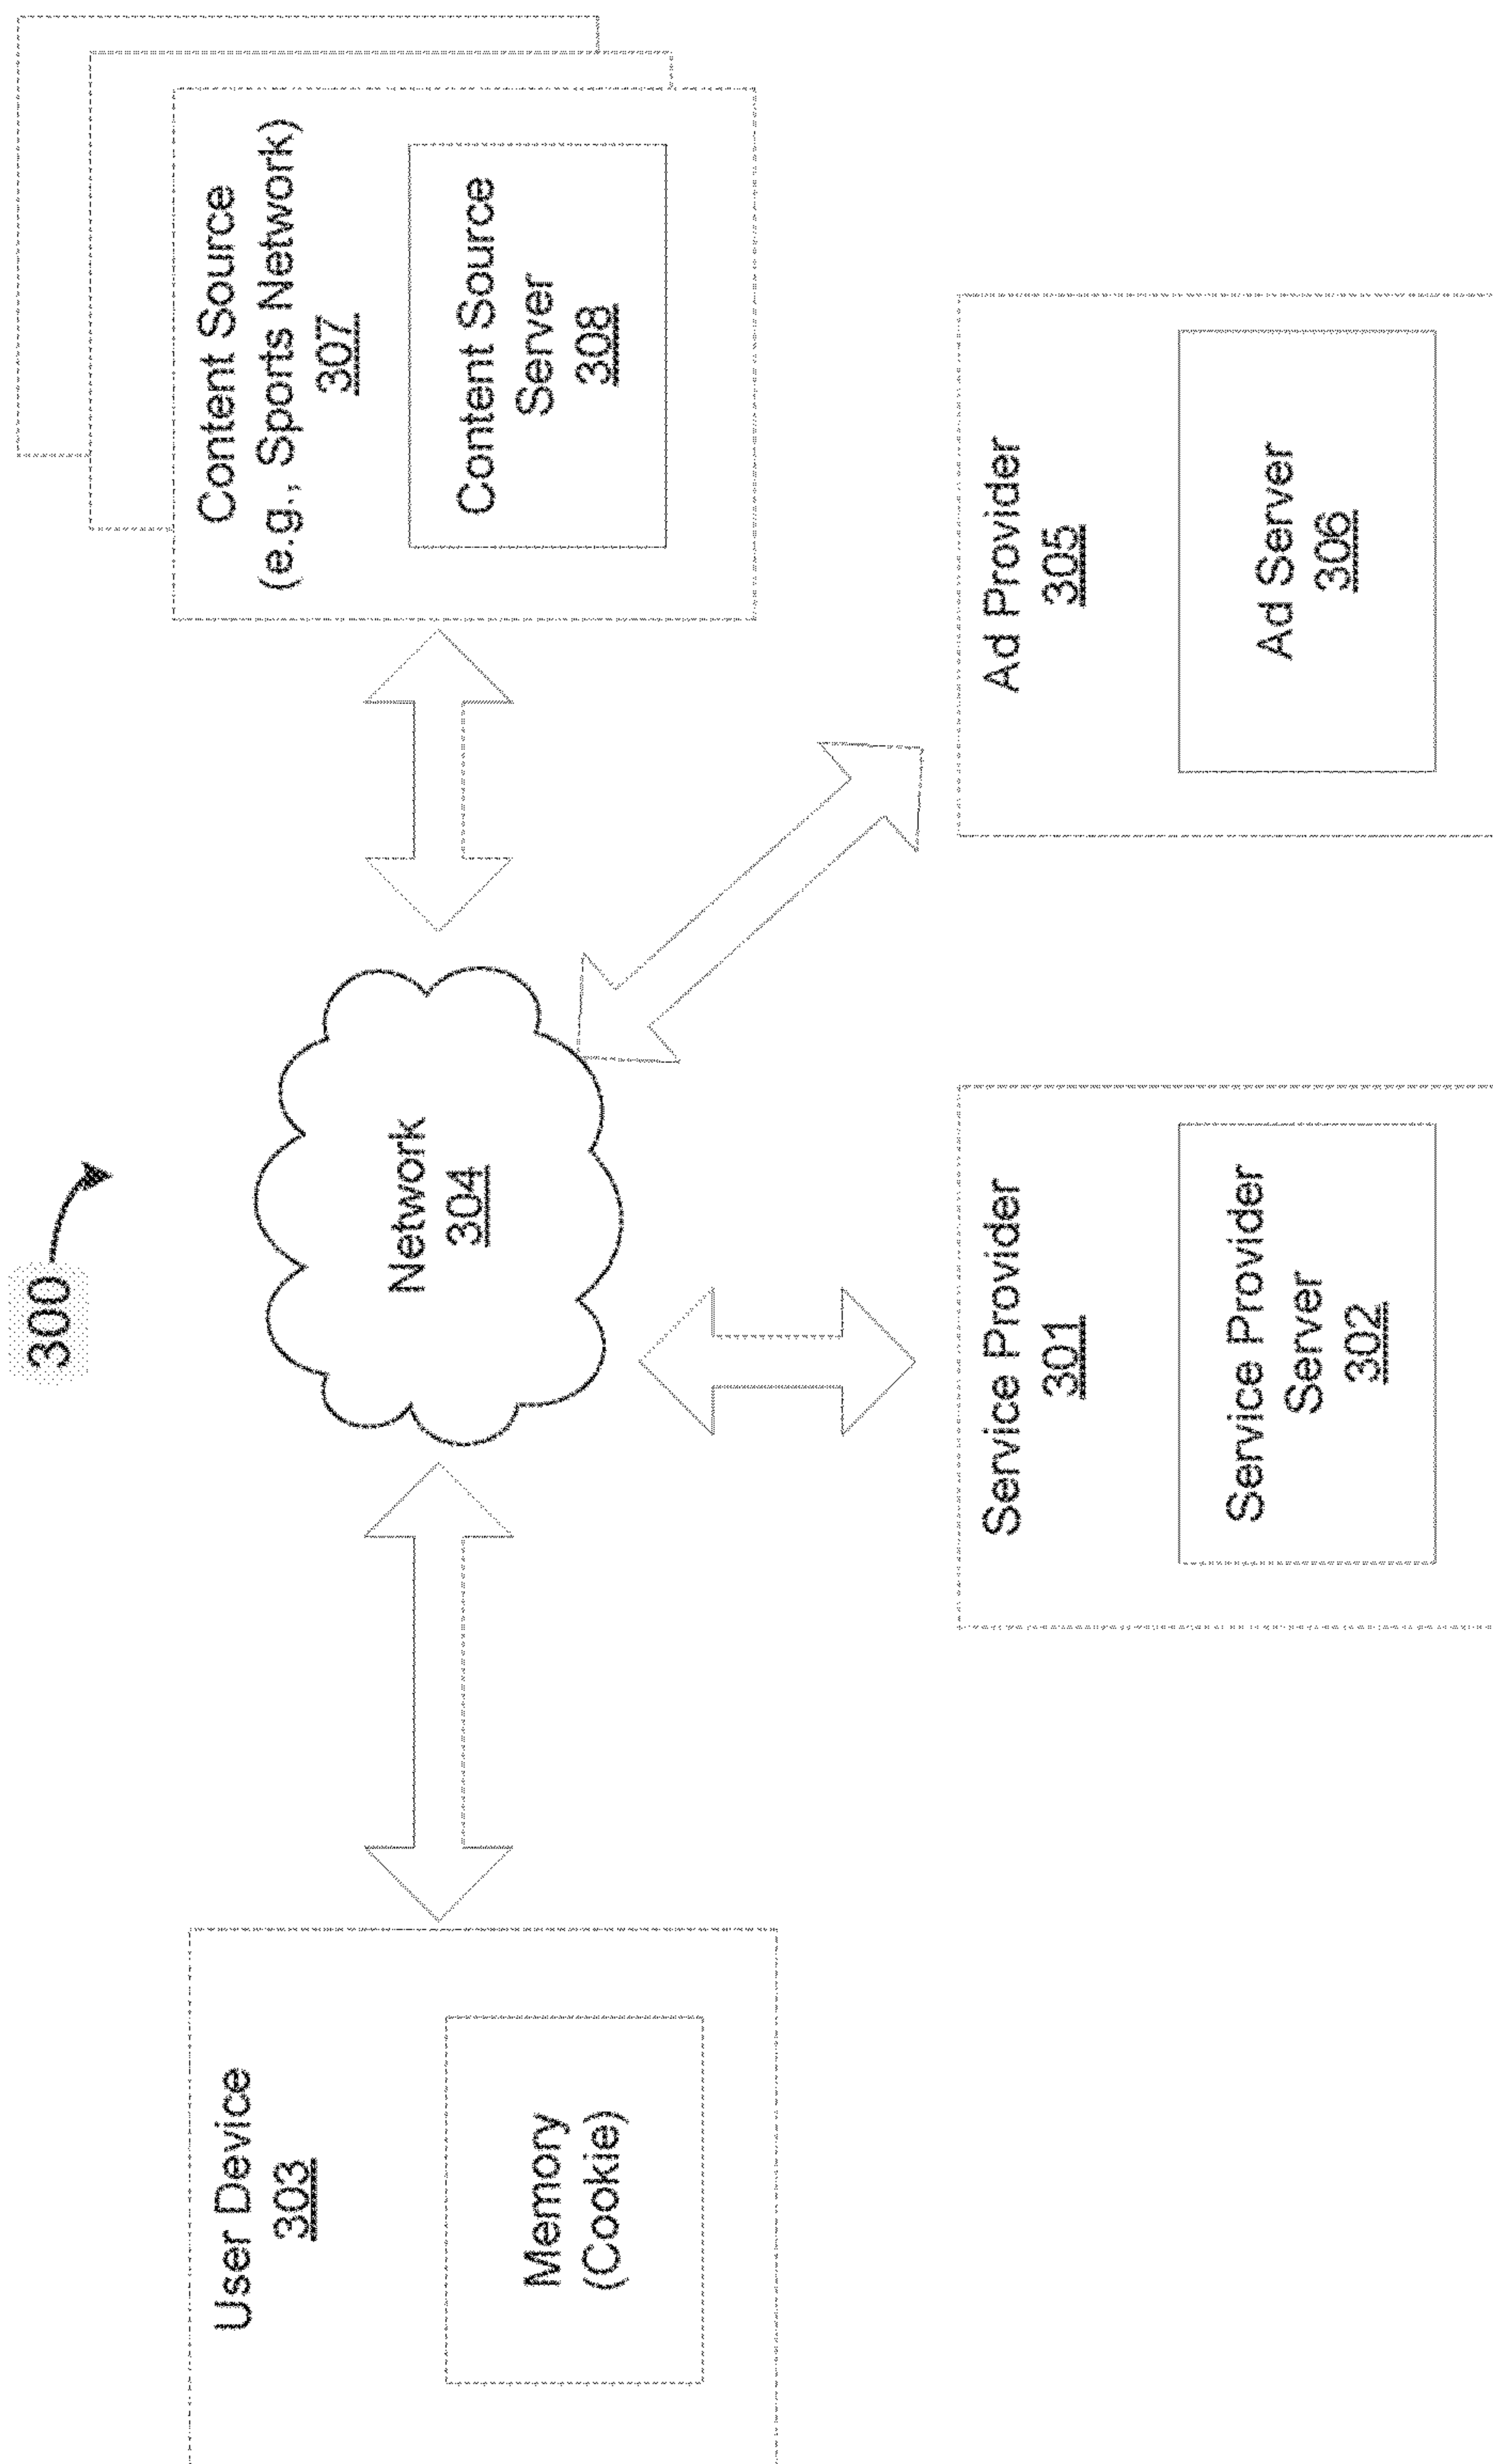 300
User Device
303
Memory
(Cookie)
Network
304
Content Source
(e.g., Sports Network)
307
Content Source
Server
308
Service Provider
301
Service Provider
Server
302
Ad Provider
305
Ad Server
306